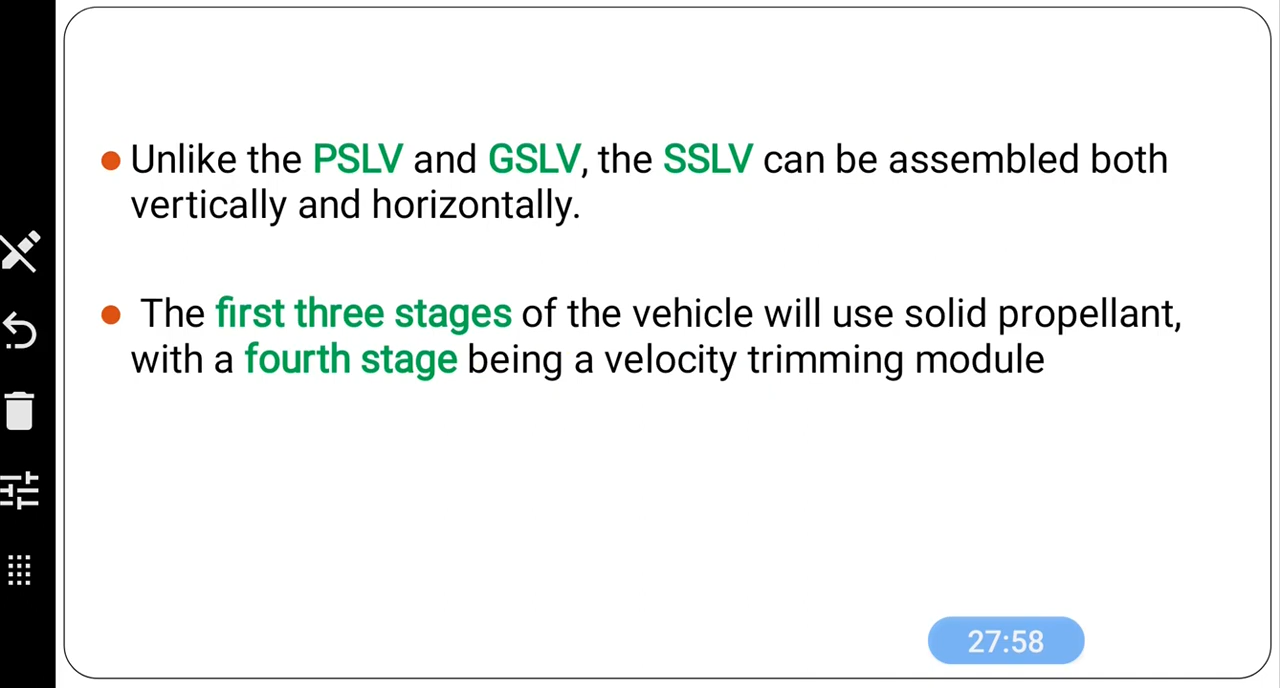 Unlike the PSLV and GSLV, the SSLV can be assembled both
vertically and horizontally.
The first three stages of the vehicle will use solid propellant,
with a fourth stage being a velocity trimming module
27:58